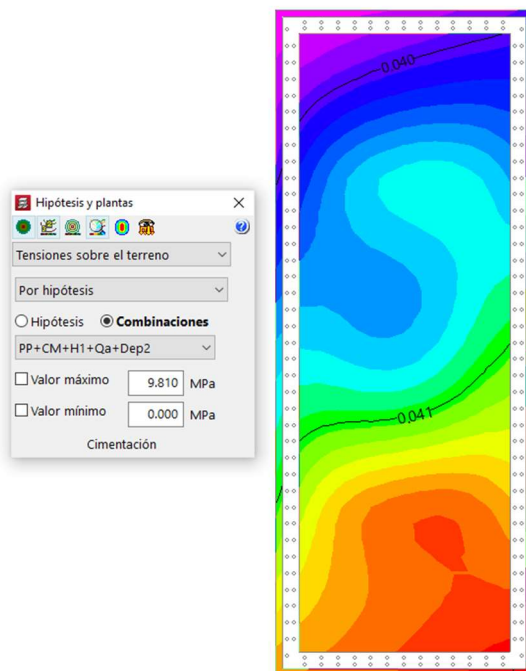 0.040
Hipótesis y plantas
Tensiones sobre el terreno
Por hipótesis
Hipótesis Combinaciones
PP+CM+H1+Qa+Dep2
Valor máximo 9.810 MPa
Valor mínimo 0.000 MPa
Cimentación
0.041